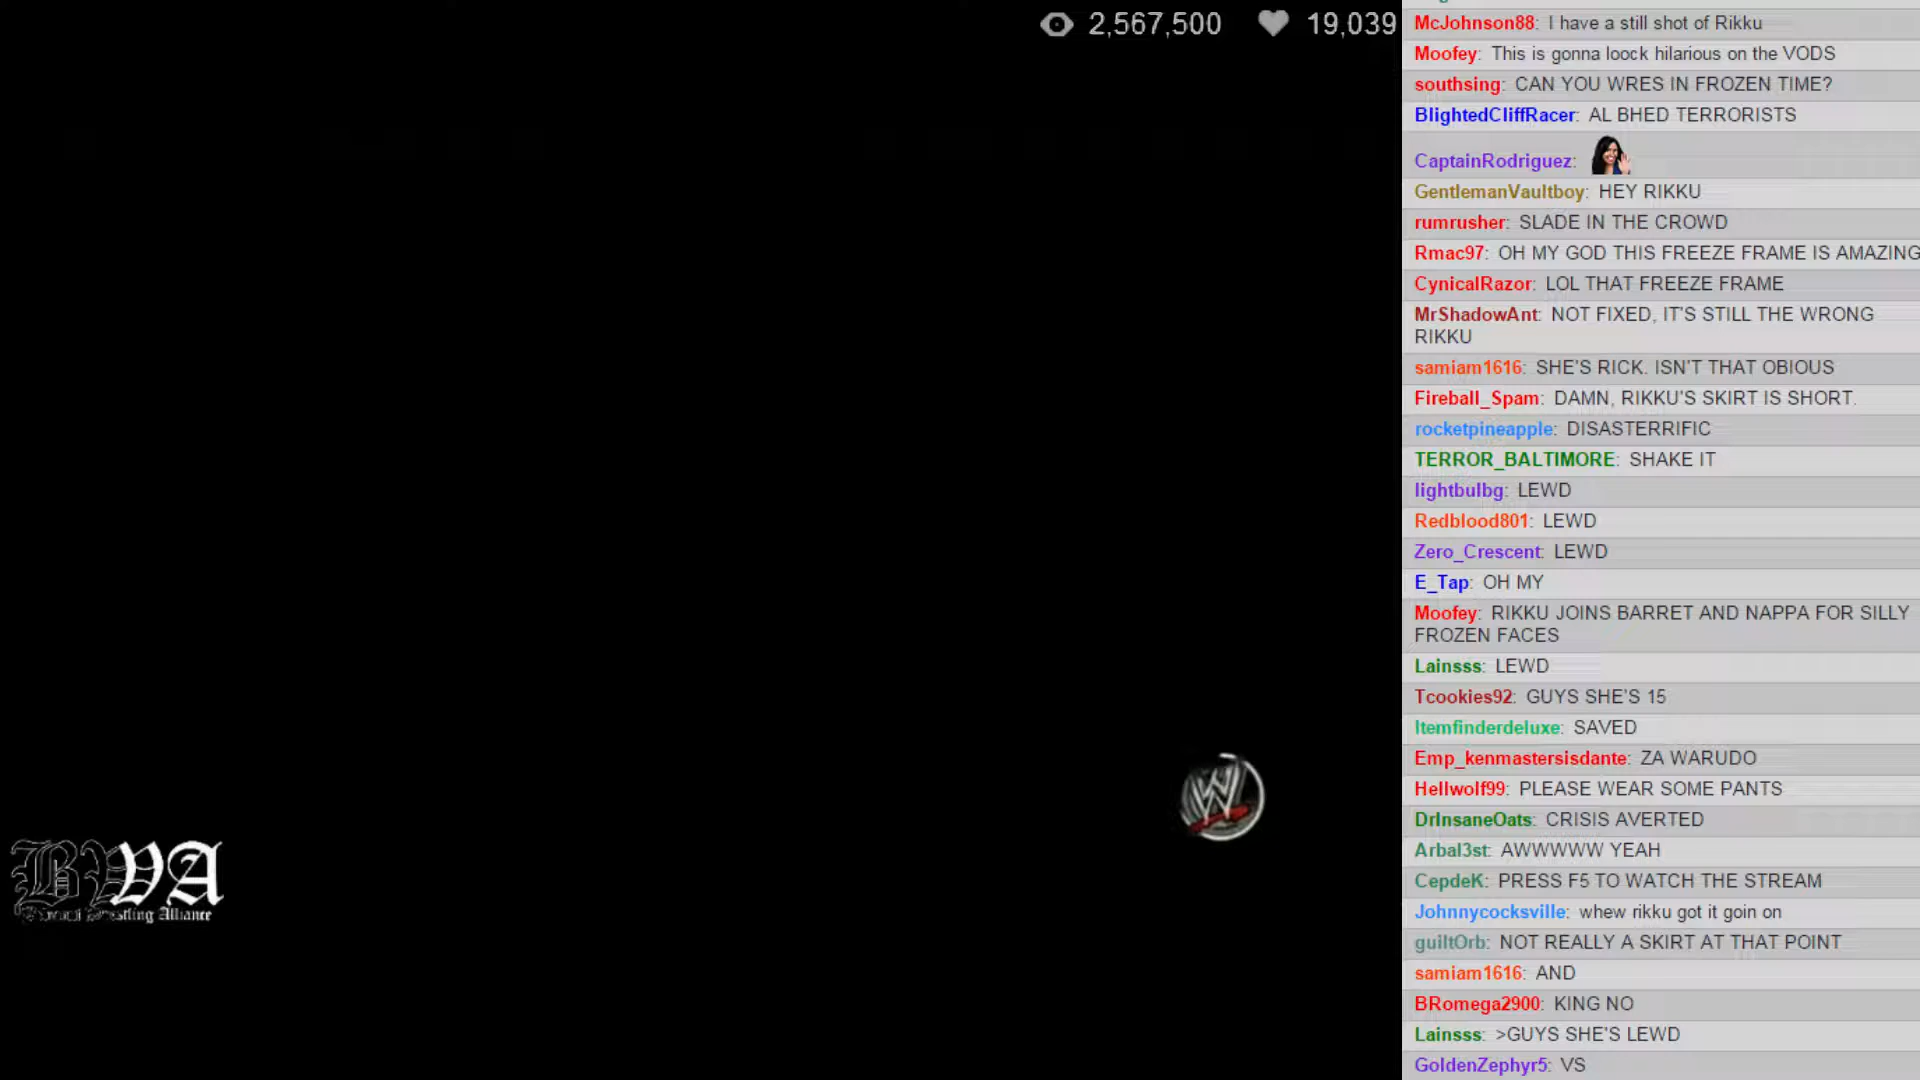 2,567,500 19,039
McJohnson88: I have a still shot of Rikku
Moofey: This is gonna loock hilarious on the VODS
southsing: CAN YOU WRES IN FROZEN TIME?
BlightedCliffRacer: AL BHED TERRORISTS
CaptainRodriguez:
GentlemanVaultboy: HEY RIKKU
rumrusher: SLADE IN THE CROWD
Rmac97: OH MY GOD THIS FREEZE FRAME IS AMAZING
CynicalRazor: LOL THAT FREEZE FRAME
MrShadowAnt: NOT FIXED, IT'S STILL THE WRONG
RIKKU
samiam1616: SHE'S RICK. ISN'T THAT OBIOUS
Fireball_Spam: DAMN, RIKKU'S SKIRT IS SHORT.
rocketpineapple: DISASTERRIFIC
TERROR_BALTIMORE: SHAKE IT
lightbulbg: LEWD
Redblood801: LEWD
Zero_Crescent: LEWD
E_Tap: OH MY
Moofey: RIKKU JOINS BARRET AND NAPPA FOR SILLY
FROZEN FACES
Lainsss: LEWD
Tcookies92: GUYS SHE'S 15
Itemfinderdeluxe: SAVED
Emp_kenmastersisdante: ZA WARUDO
Hellwolf99: PLEASE WEAR SOME PANTS
DrInsaneOats: CRISIS AVERTED
Arbal3st: AWWWWW YEAH
CepdeK: PRESS F5 TO WATCH THE STREAM
Johnnycocksville: whew rikku got it goin on
guiltOrb: NOT REALLY A SKIRT AT THAT POINT
samiam1616: AND
BRomega2900: KING NO
Lainsss: >GUYS SHE'S LEWD
GoldenZephyr5: VS
W
BWA
Wrestling Alliance